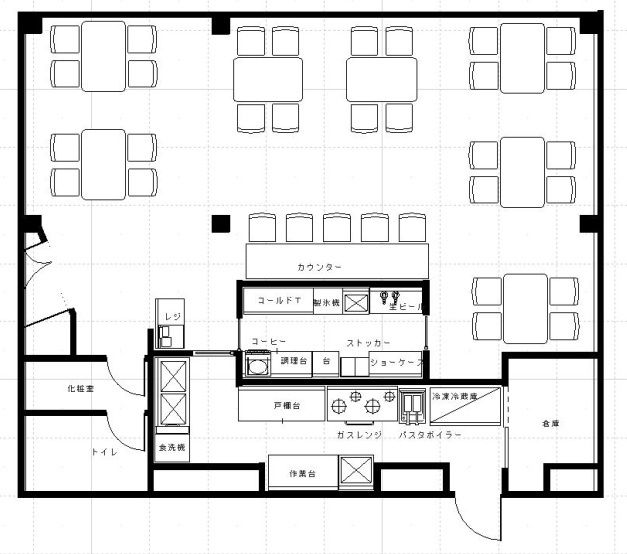 カウンター
コールドT
製氷機
生ビール
レジ
コーヒー
ストッカー
調理台
台
ショーケース
化粧室
戸棚台
冷凍冷蔵庫
倉庫
ガスレンジ
パスタボイラー
食洗機
トイレ
作業台